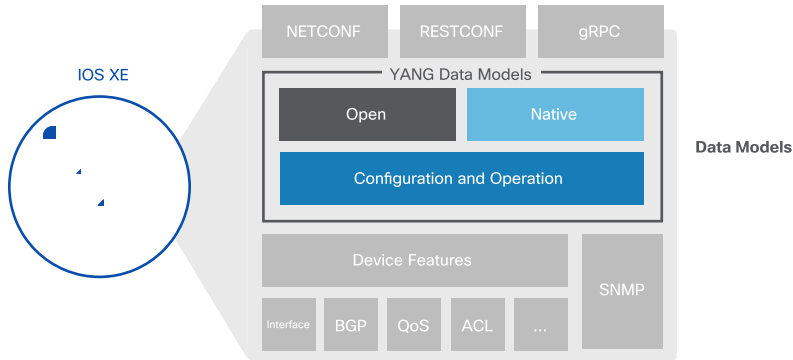 NETCONF RESTCONF gRPC
IOS XE
YANG Data Models
Open Native
Data Models
Configuration and Operation
Device Features
SNMP
Interface BGP QoS ACL ...